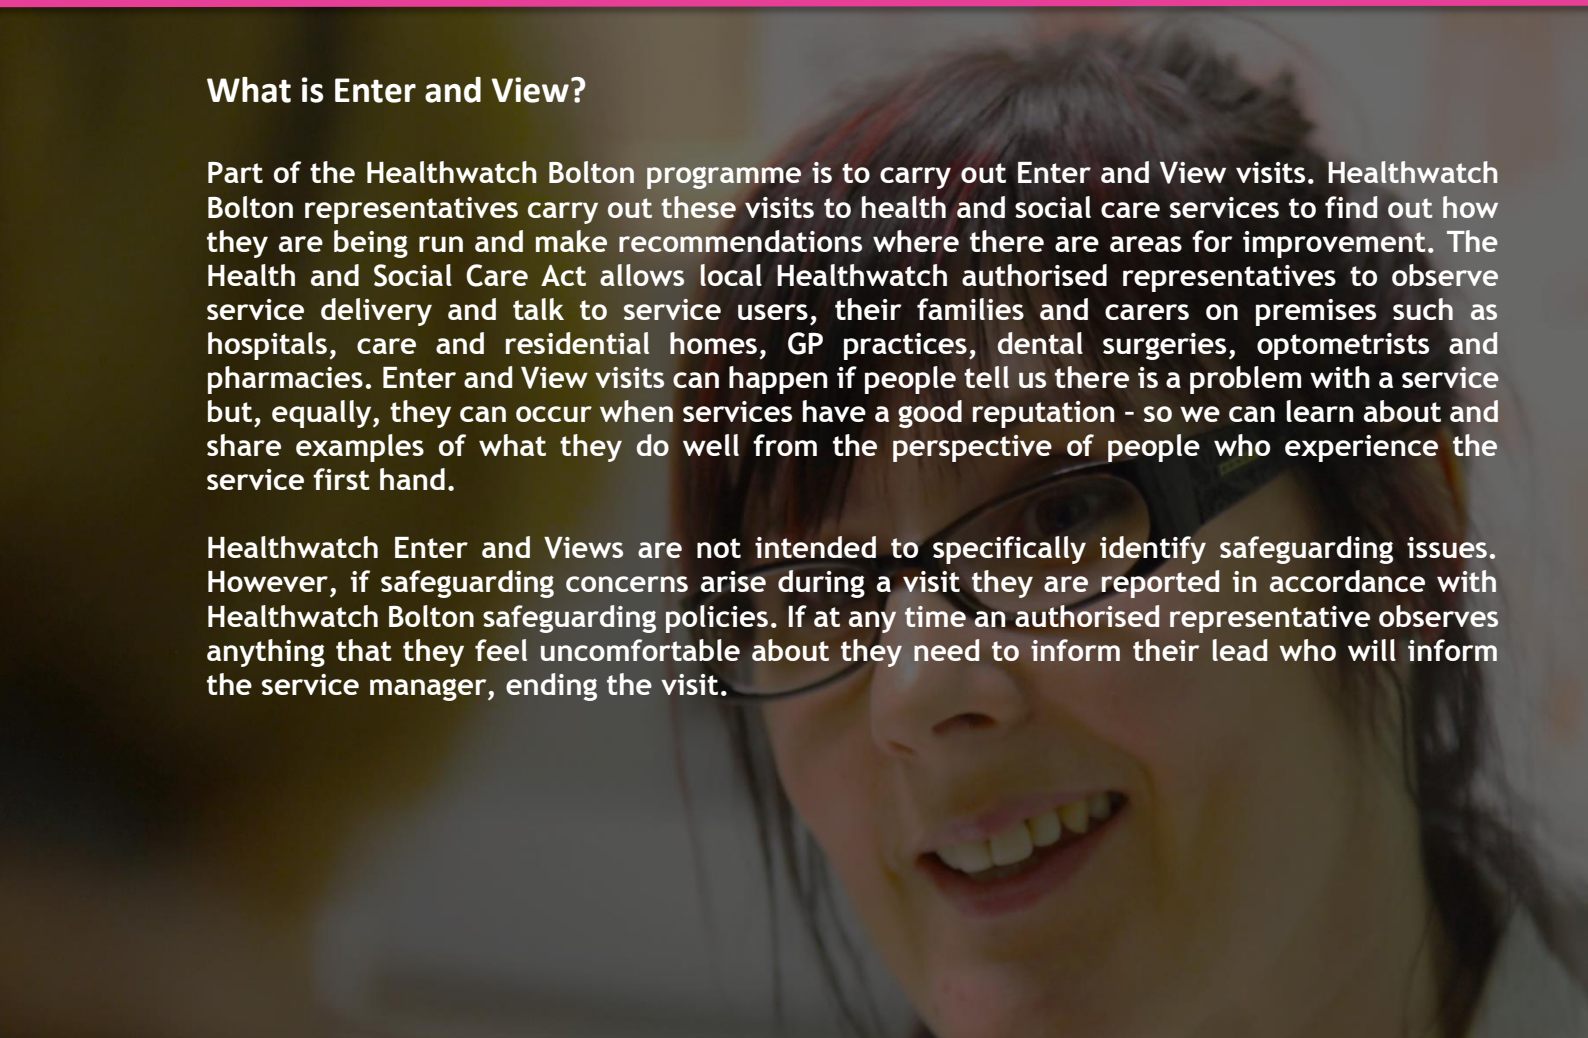 What is Enter and View?
Part of the Healthwatch Bolton programme is to carry out Enter and View visits. Healthwatch
Bolton representatives carry out these visits to health and social care services to find out how
they are being run and make recommendations where there are areas for improvement. The
Health and Social Care Act allows local Healthwatch authorised representatives to observe
service delivery and talk to service users, their families and carers on premises such as
hospitals, care and residential homes, GP practices, dental surgeries, optometrists and
pharmacies. Enter and View visits can happen if people tell us there is a problem with a service
but, equally, they can occur when services have a good reputation – so we can learn about and
share examples of what they do well from the perspective of people who experience the
service first hand.
Healthwatch Enter and Views are not intended to specifically identify safeguarding issues.
However, if safeguarding concerns arise during a visit they are reported in accordance with
Healthwatch Bolton safeguarding policies. If at any time an authorised representative observes
anything that they feel uncomfortable about they need to inform their lead who will inform
the service manager, ending the visit.